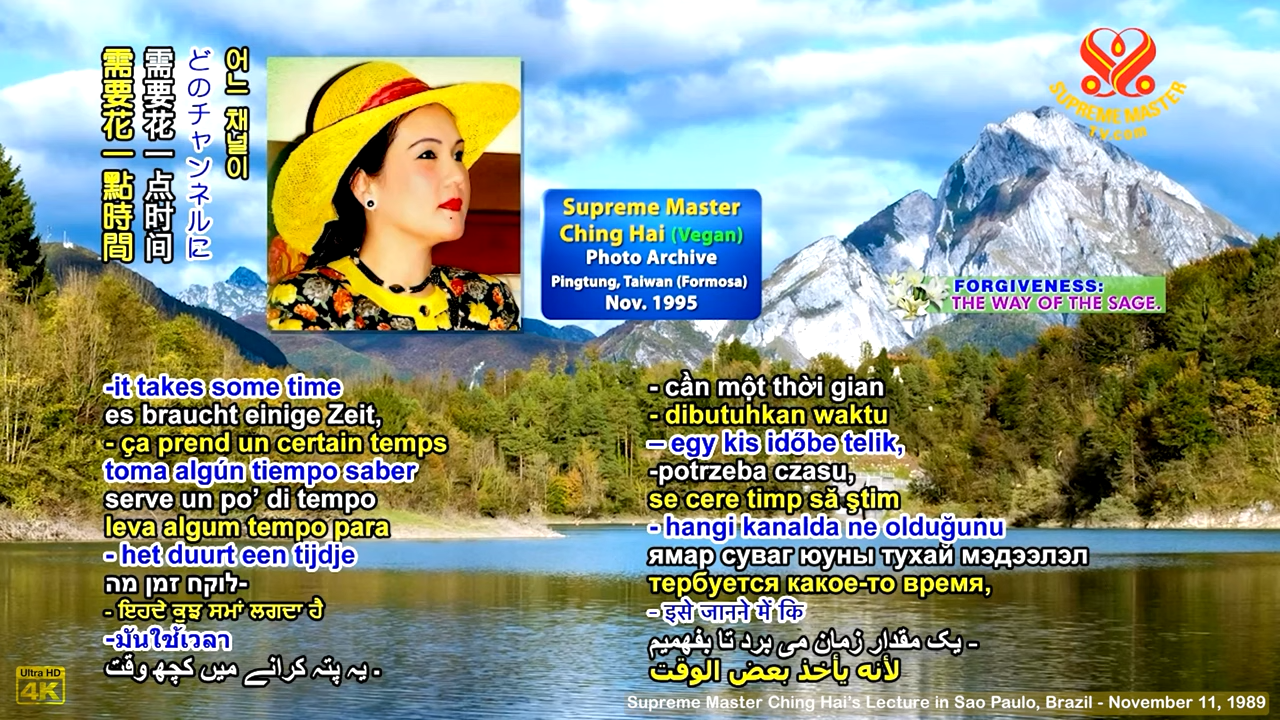 需要花一點時間
需要花一点时间
どのチャンネルに
어느 채널이
SUPREME MASTER
TV.com
Supreme Master
Ching Hai (Vegan)
Photo Archive
Pingtung, Taiwan (Formosa)
Nov. 1995
FORGIVENESS:
THE WAY OF THE SAGE.
-it takes some time
es braucht einige Zeit,
- ça prend un certain temps
toma algún tiempo saber
serve un po’ di tempo
leva algum tempo para
- het duurt een tijdje
-לוקח זמן מה
- ਇਹਦੇ ਕੁਝ ਸਮਾਂ ਲਗਦਾ ਹੈ
-มันใช้เวลา
- یہ پتہ کرانے میں کچھ وقت
- cần một thời gian
- dibutuhkan waktu
– egy kis időbe telik,
-potrzeba czasu,
se cere timp să ştim
- hangi kanalda ne olduğunu
ямар суваг юуны тухай мэдээлэл
тербуется какое-то время,
- इसे जानने में कि
- یک مقدار زمان می برد تا بفهمیم
لأنه يأخذ بعض الوقت
Ultra HD
4K
Supreme Master Ching Hai's Lecture in Sao Paulo, Brazil - November 11, 1989